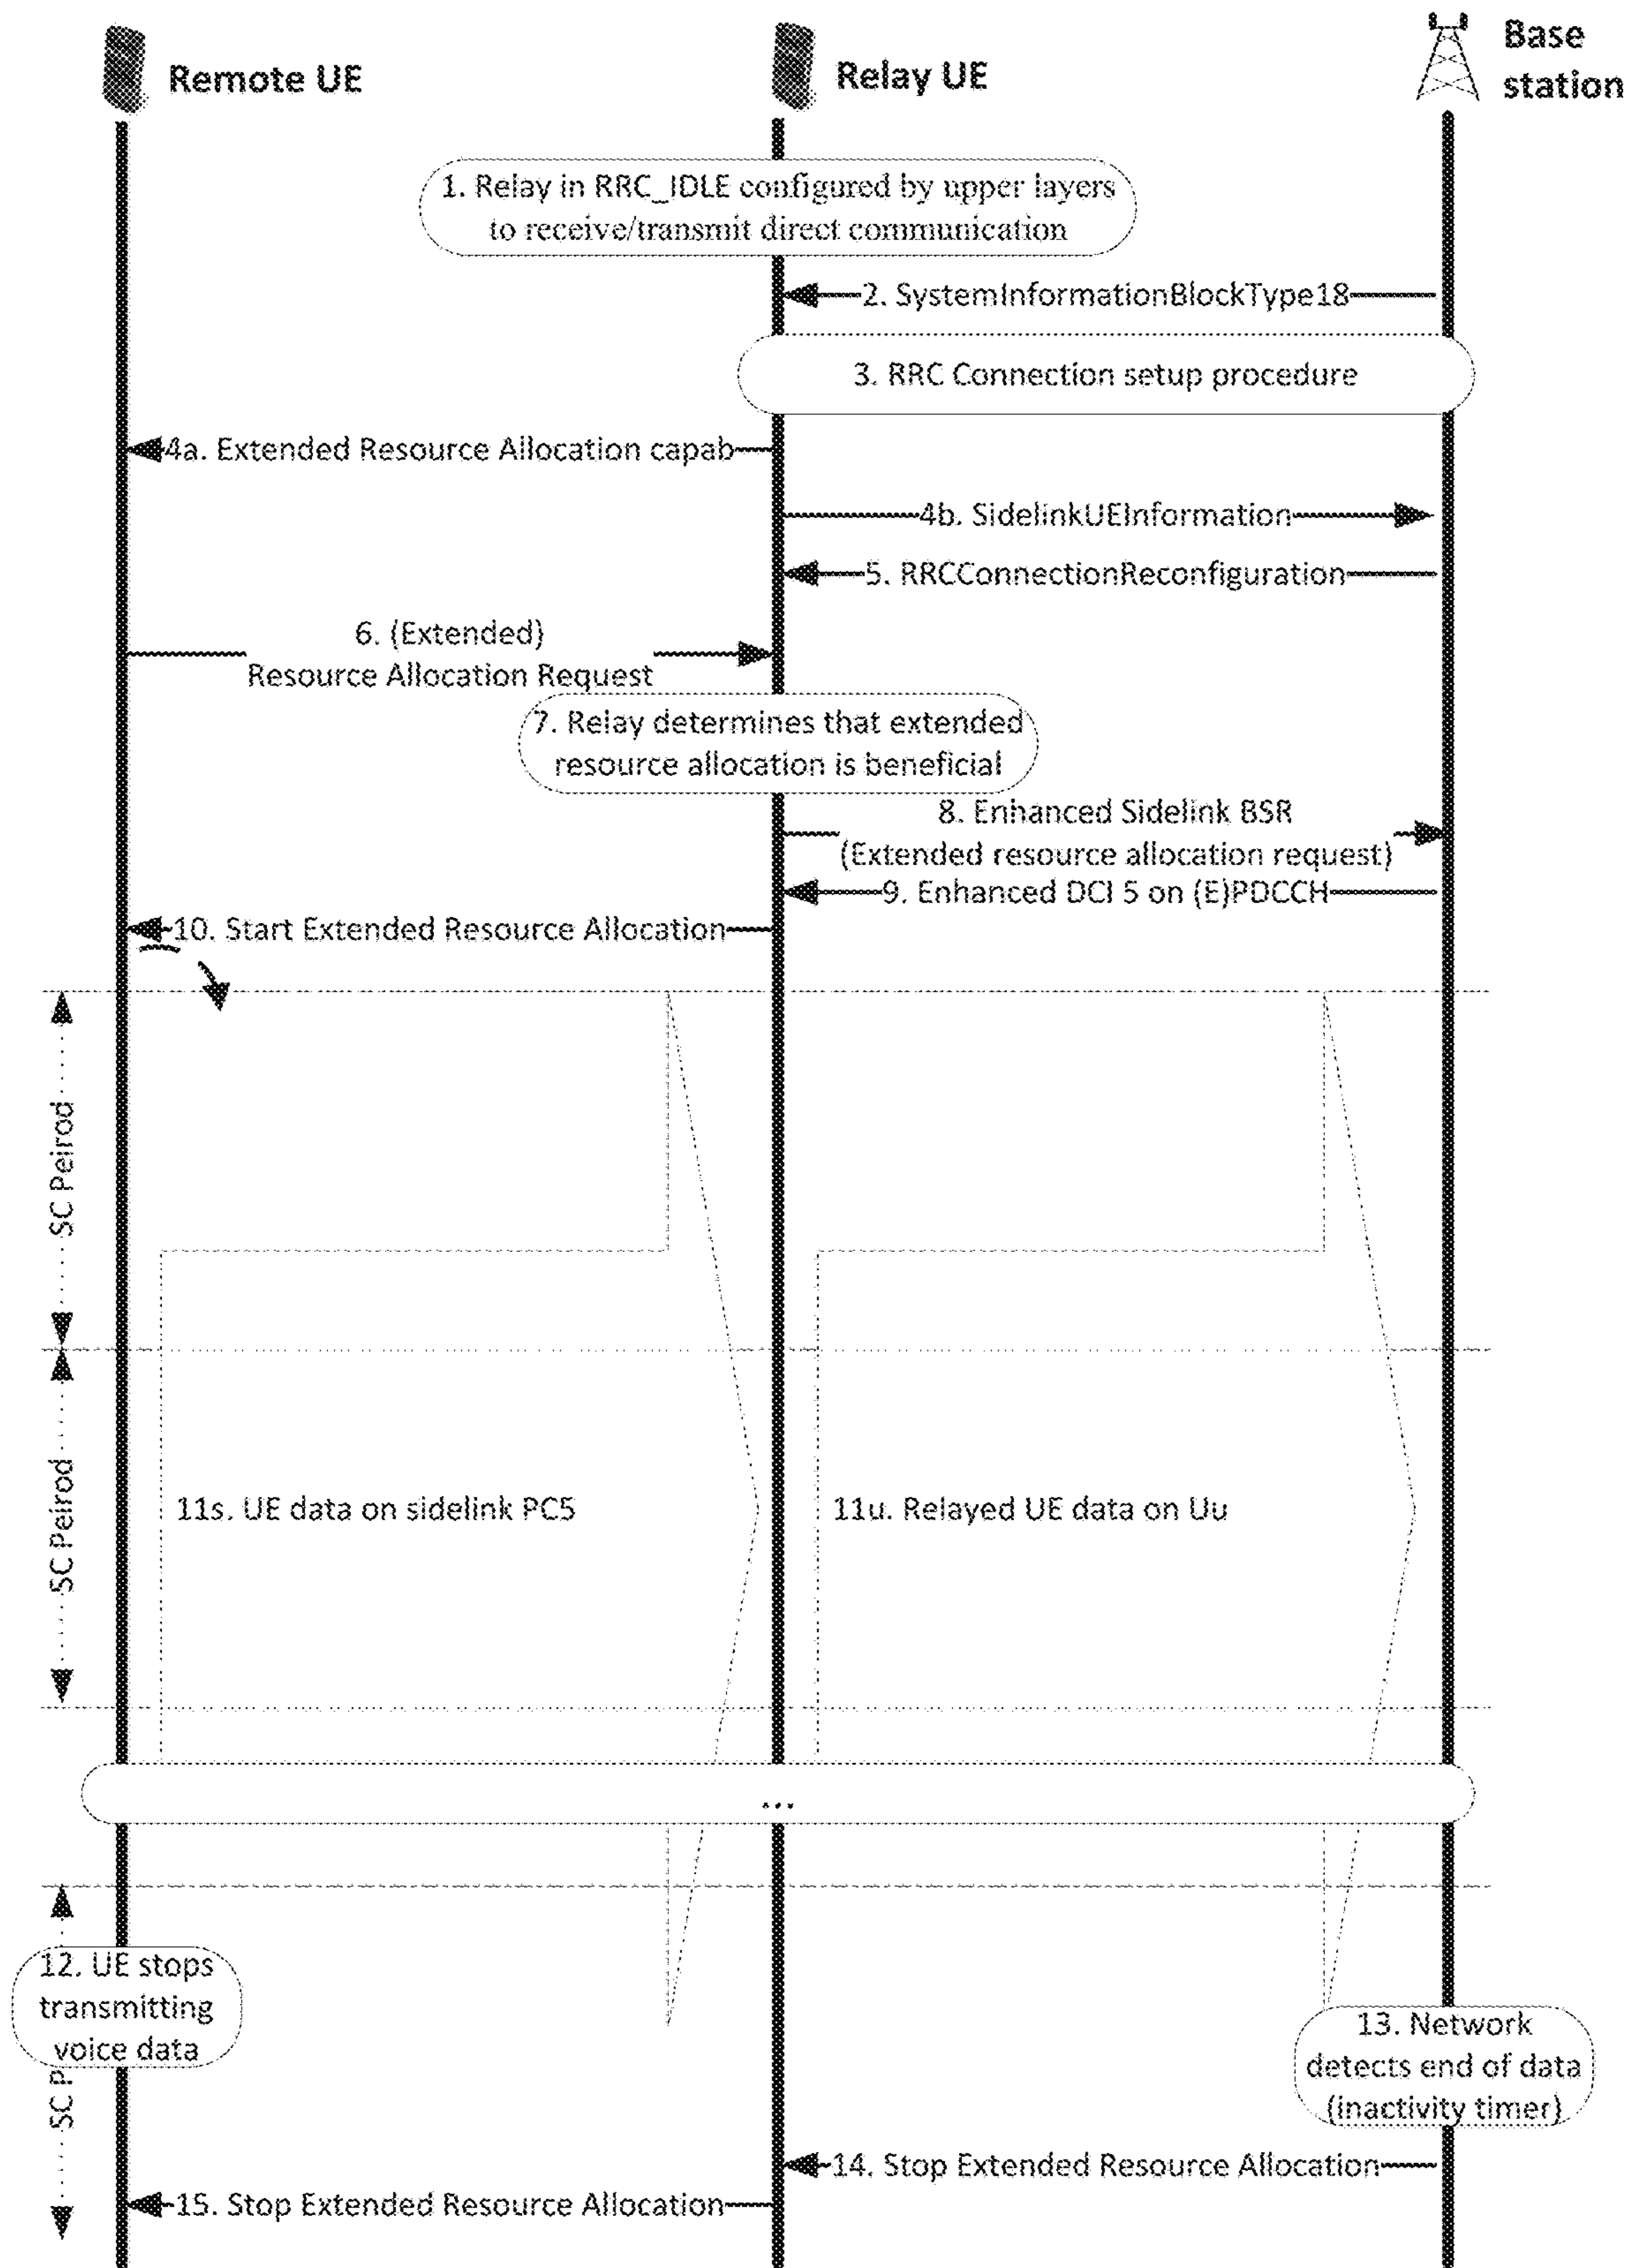 Remote UE
Relay UE
Base
station
1. Relay in RRC_IDLE configured by upper layers
to receive/transmit direct communication
2. SystemInformationBlockType18
3. RRC Connection setup procedure
4a. Extended Resource Allocation capab
4b. SidelinkUEInformation
5. RRCConnectionReconfiguration
6. (Extended)
Resource Allocation Request
7. Relay determines that extended
resource allocation is beneficial
8. Enhanced Sidelink BSR
(Extended resource allocation request)
9. Enhanced DCI 5 on (E)PDCCH
10. Start Extended Resource Allocation
SC Peirod
SC Peirod
11s. UE data on sidelink PC5
11u. Relayed UE data on Uu
...
12. UE stops
transmitting
voice data
SC P
13. Network
detects end of data
(inactivity timer)
14. Stop Extended Resource Allocation
15. Stop Extended Resource Allocation